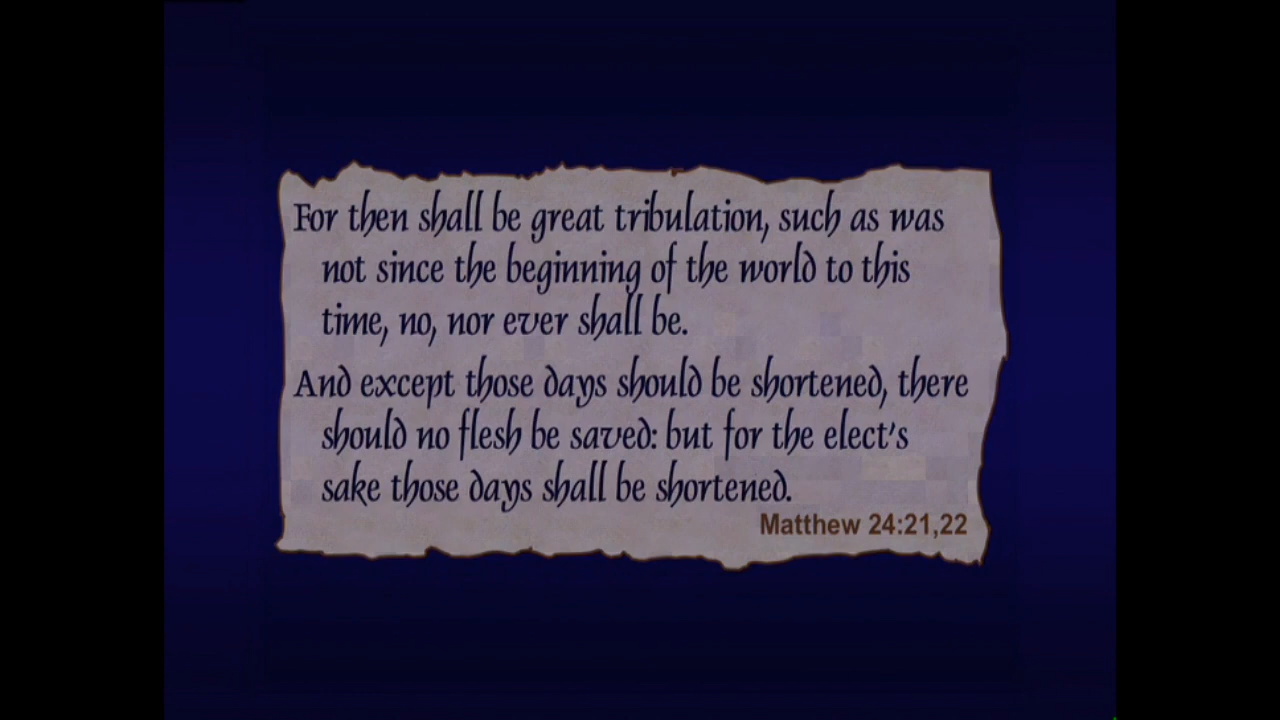 For then shall be great tribulation, such as was
not since the beginning of the world to this
time, no, nor ever shall be.
And except those days should be shortened, there
should no flesh be saved: but for the elect's
sake those days shall be shortened.
Matthew 24:21,22